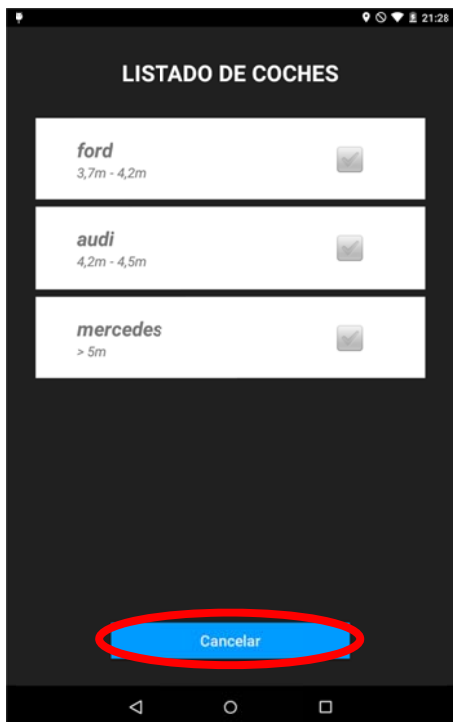 21:28
LISTADO DE COCHES
ford
3,7m - 4,2m
audi
4,2m - 4,5m
mercedes
> 5m
Cancelar